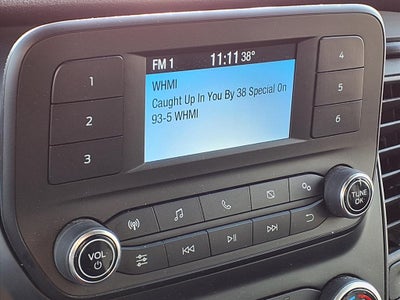 FM 1 11:11 38°
WHMI
Caught Up In You By 38 Special On
93-5 WHMI
1
2
3
4
5
6
VOL
TUNE
OK